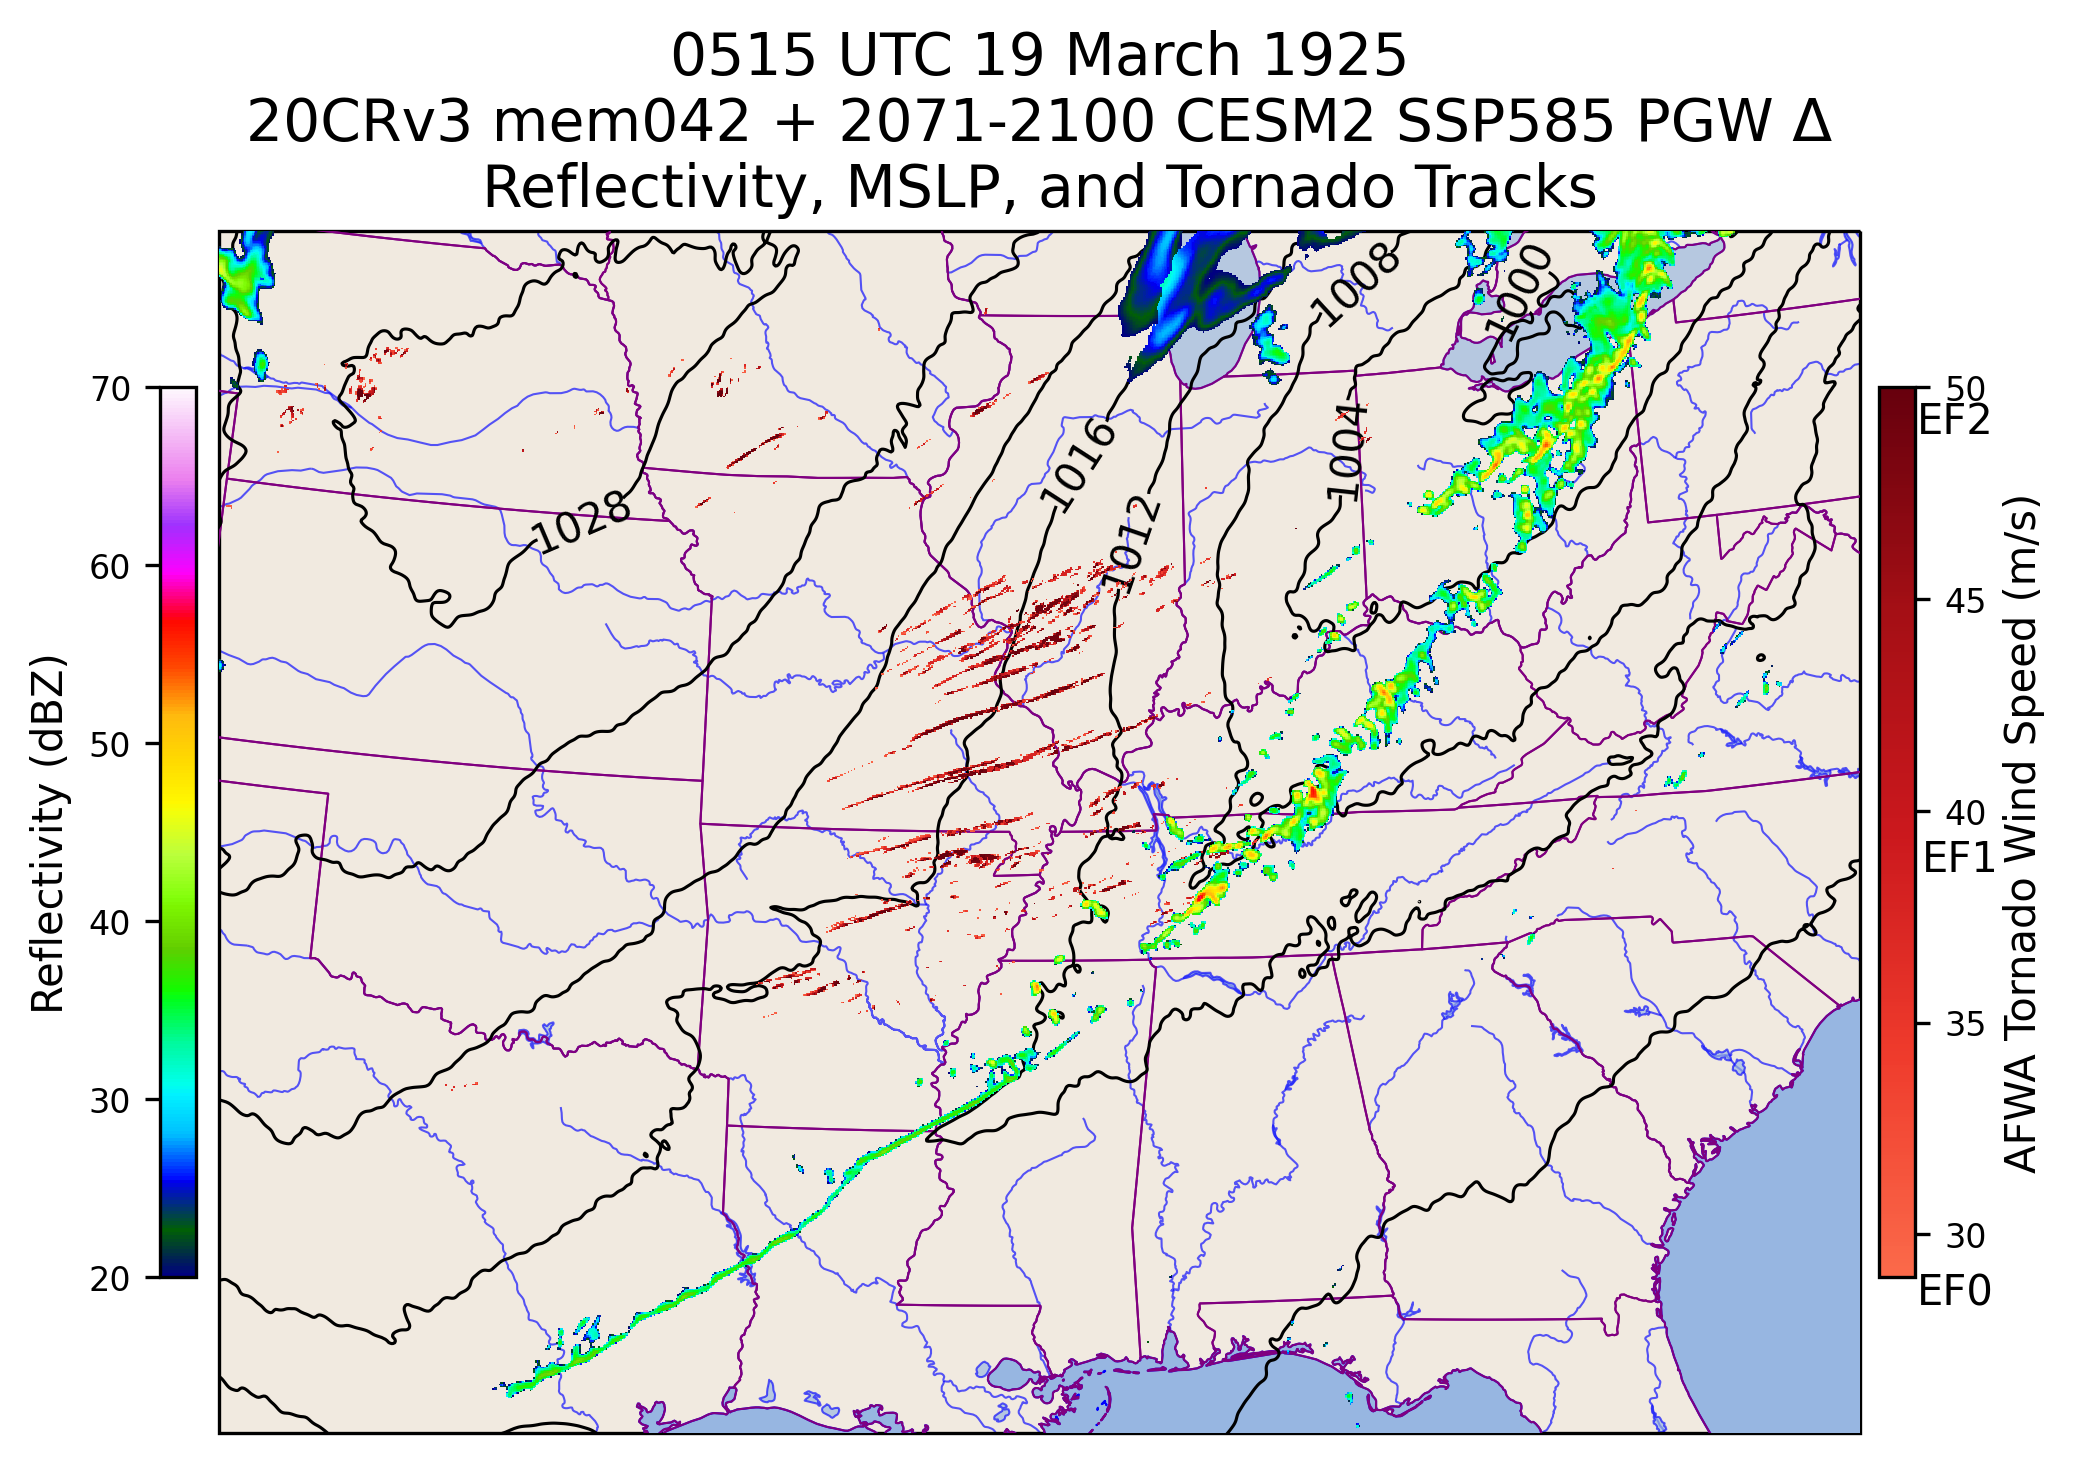 0515 UTC 19 March 1925
20CRv3 mem042 + 2071-2100 CESM2 SSP585 PGW Δ
Reflectivity, MSLP, and Tornado Tracks
Reflectivity (dBZ)
70
60
50
40
30
20
1028
1016
1012
1008
1004
1000
50
EF2
45
40
EF1
35
30
EF0
AFWA Tornado Wind Speed (m/s)